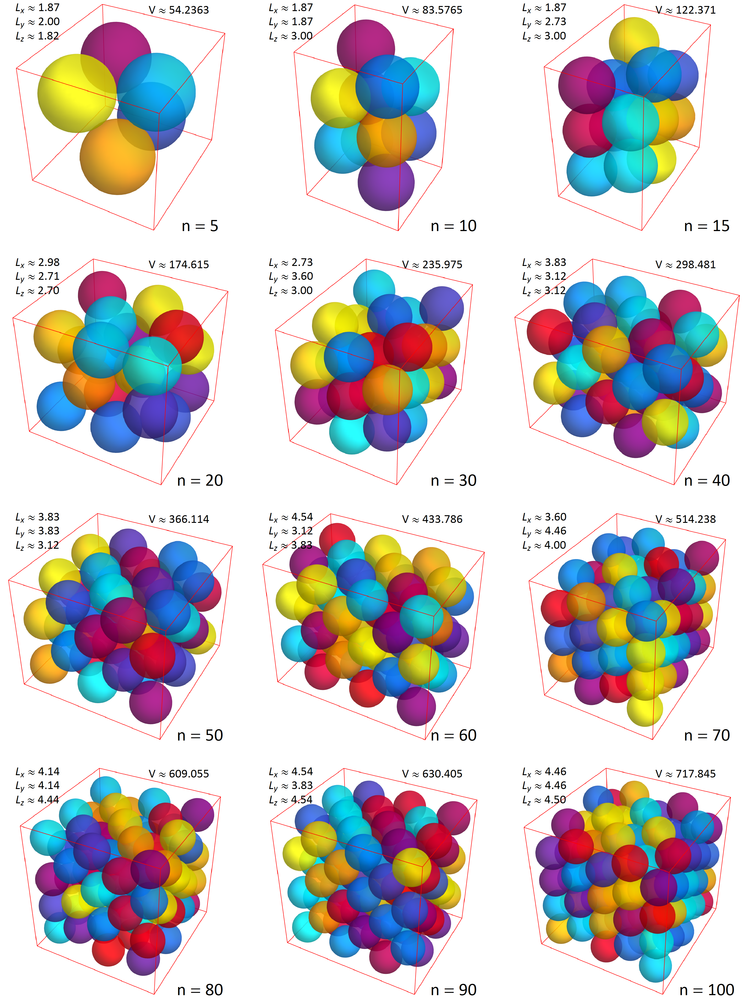 Lx ≈ 1.87
Ly ≈ 2.00
Lz ≈ 1.82
V ≈ 54.2363
n = 5
Lx ≈ 1.87
Ly ≈ 1.87
Lz ≈ 3.00
V ≈ 83.5765
n = 10
Lx ≈ 1.87
Ly ≈ 2.73
Lz ≈ 3.00
V ≈ 122.371
n = 15
Lx ≈ 2.98
Ly ≈ 2.71
Lz ≈ 2.70
V ≈ 174.615
n = 20
Lx ≈ 2.73
Ly ≈ 3.60
Lz ≈ 3.00
V ≈ 235.975
n = 30
Lx ≈ 3.83
Ly ≈ 3.12
Lz ≈ 3.12
V ≈ 298.481
n = 40
Lx ≈ 3.83
Ly ≈ 3.83
Lz ≈ 3.12
V ≈ 366.114
n = 50
Lx ≈ 4.54
Ly ≈ 3.12
Lz ≈ 3.83
V ≈ 433.786
n = 60
Lx ≈ 3.60
Ly ≈ 4.46
Lz ≈ 4.00
V ≈ 514.238
n = 70
Lx ≈ 4.14
Ly ≈ 4.14
Lz ≈ 4.44
V ≈ 609.055
n = 80
Lx ≈ 4.54
Ly ≈ 3.83
Lz ≈ 4.54
V ≈ 630.405
n = 90
Lx ≈ 4.46
Ly ≈ 4.46
Lz ≈ 4.50
V ≈ 717.845
n = 100